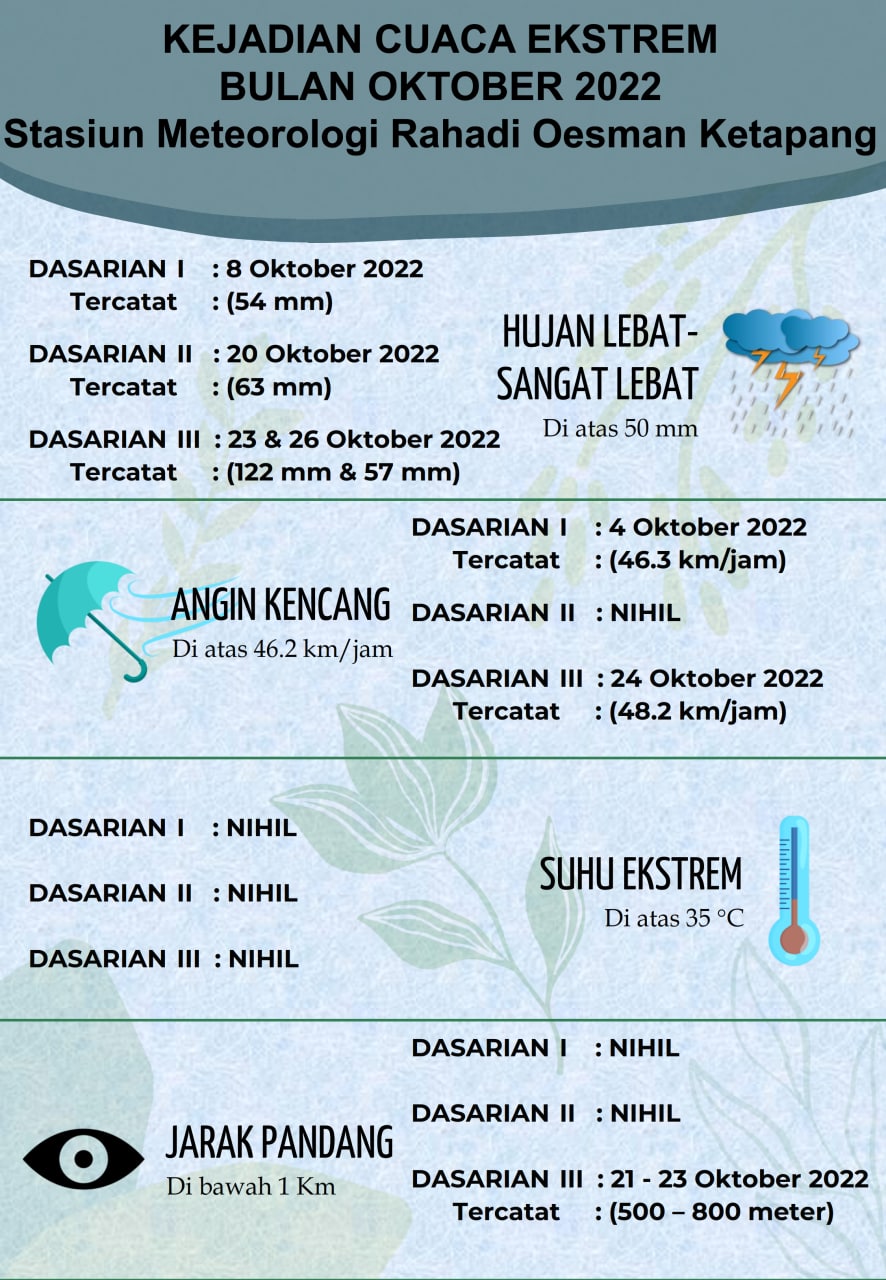 KEJADIAN CUACA EKSTREM
BULAN OKTOBER 2022
Stasiun Meteorologi Rahadi Oesman Ketapang
DASARIAN I : 8 Oktober 2022
Tercatat : (54 mm)
DASARIAN II : 20 Oktober 2022
Tercatat : (63 mm)
DASARIAN III : 23 & 26 Oktober 2022
Tercatat : (122 mm & 57 mm)
HUJAN LEBAT-
SANGAT LEBAT
Di atas 50 mm
ANGIN KENCANG
Di atas 46.2 km/jam
DASARIAN I : 4 Oktober 2022
Tercatat : (46.3 km/jam)
DASARIAN II : NIHIL
DASARIAN III : 24 Oktober 2022
Tercatat : (48.2 km/jam)
DASARIAN I : NIHIL
DASARIAN II : NIHIL
DASARIAN III : NIHIL
SUHU EKSTREM
Di atas 35 °C
JARAK PANDANG
Di bawah 1 Km
DASARIAN I : NIHIL
DASARIAN II : NIHIL
DASARIAN III : 21 - 23 Oktober 2022
Tercatat : (500 – 800 meter)